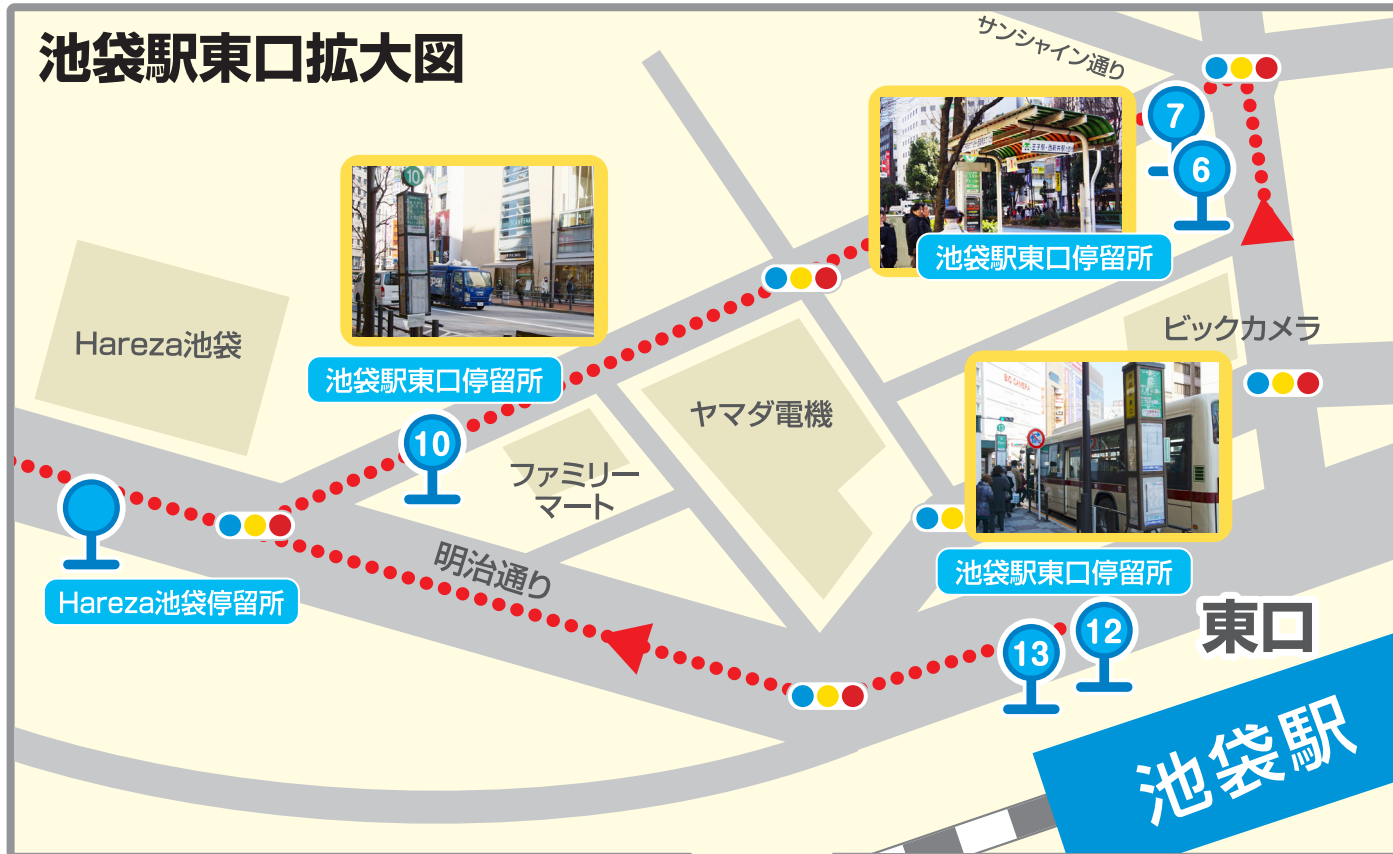 池袋駅東口拡大図
サンシャイン通り
7
6
10
池袋駅東口停留所
Hareza池袋
ビックカメラ
池袋駅東口停留所
ヤマダ電機
10
ファミリー
マート
明治通り
池袋駅東口停留所
Hareza池袋停留所
12
13
東口
池袋駅